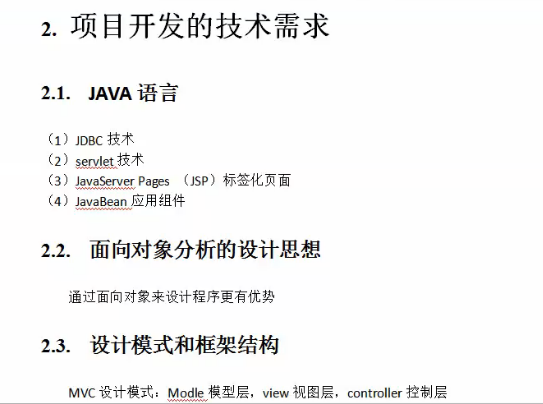 2. 项目开发的技术需求
2.1. JAVA 语言
（1）JDBC 技术
（2）servlet 技术
（3）JavaServer Pages （JSP）标签化页面
（4）JavaBean 应用组件
2.2. 面向对象分析的设计思想
通过面向对象来设计程序更有优势
2.3. 设计模式和框架结构
MVC 设计模式：Modle 模型层，view 视图层，controller 控制层